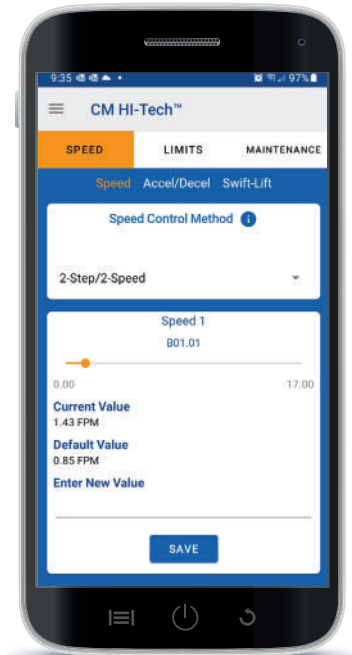 9:35
97%
CM HI-Tech™
SPEED LIMITS MAINTENANCE
Speed Accel/Decel Swift-Lift
Speed Control Method
2-Step/2-Speed
Speed 1
B01.01
0.00 17.00
Current Value
1.43 FPM
Default Value
0.85 FPM
Enter New Value
SAVE